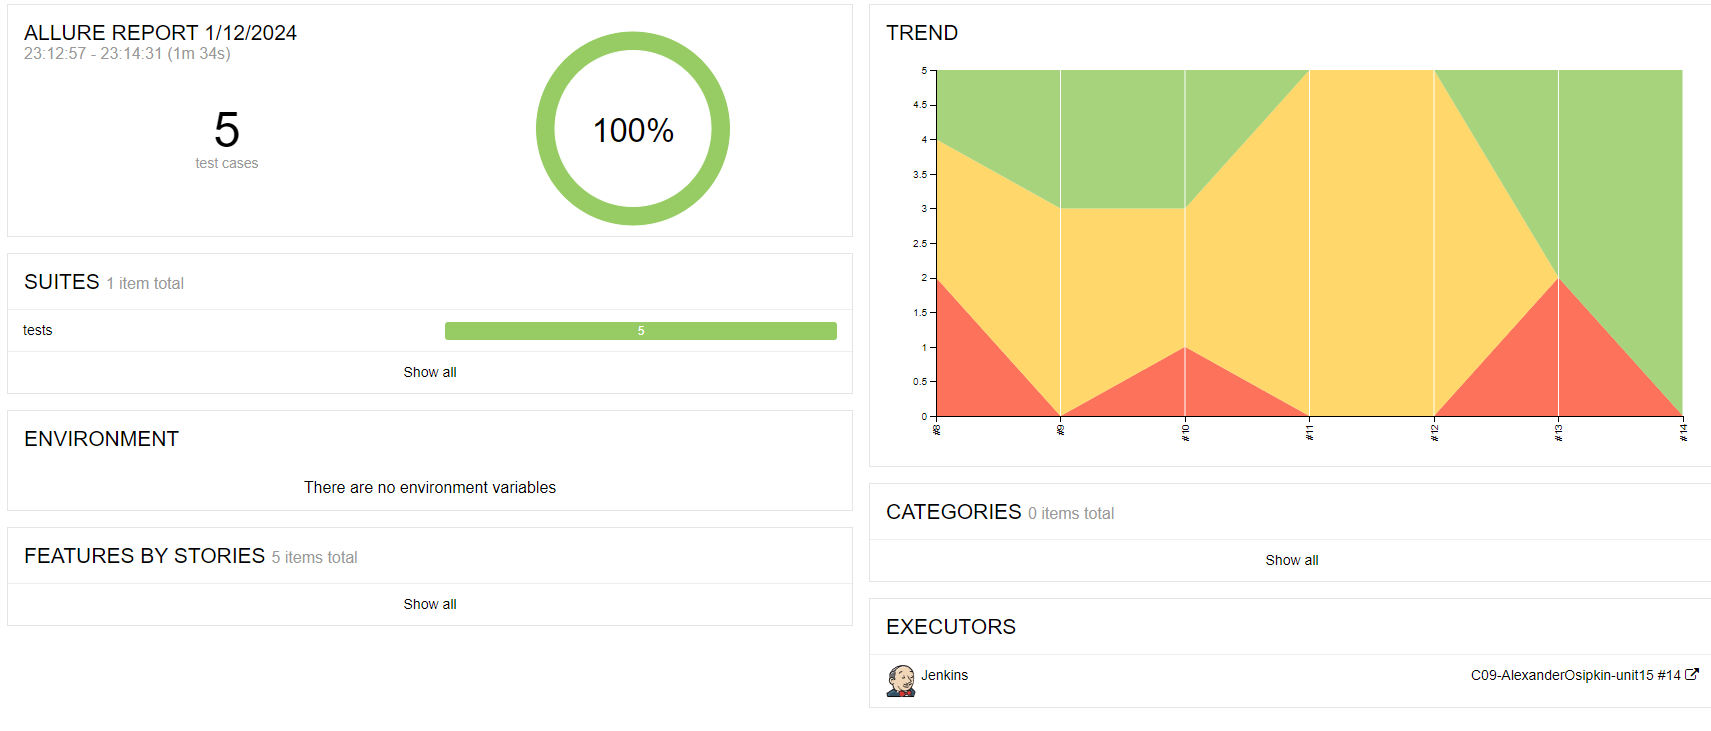 ALLURE REPORT 1/12/2024
23:12:57 - 23:14:31 (1m 34s)
5
test cases
100%
SUITES 1 item total
tests 5
Show all
ENVIRONMENT
There are no environment variables
FEATURES BY STORIES 5 items total
Show all
TREND
5
4.5
4
3.5
3
2.5
2
1.5
1
0.5
0
#8 #9 #10 #11 #12 #13 #14
CATEGORIES 0 items total
Show all
EXECUTORS
Jenkins C09-AlexanderOsipkin-unit15 #14